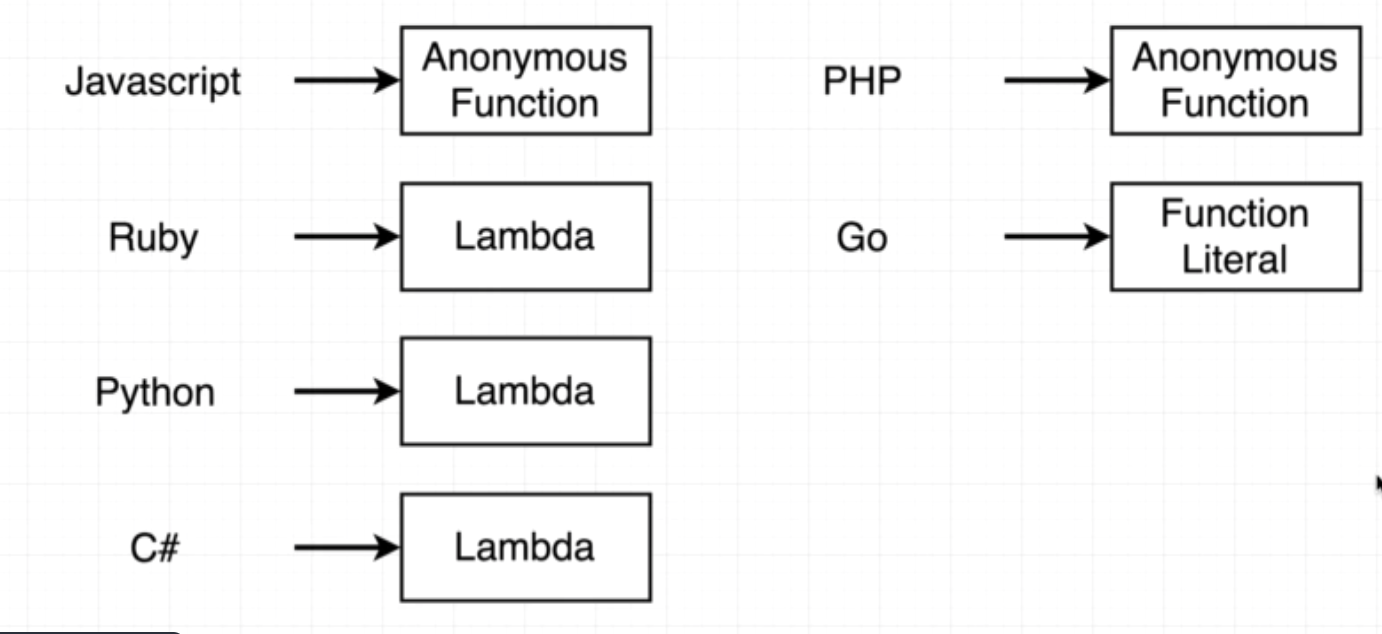 Javascript
Anonymous
Function
PHP
Anonymous
Function
Ruby
Lambda
Go
Function
Literal
Python
Lambda
C#
Lambda